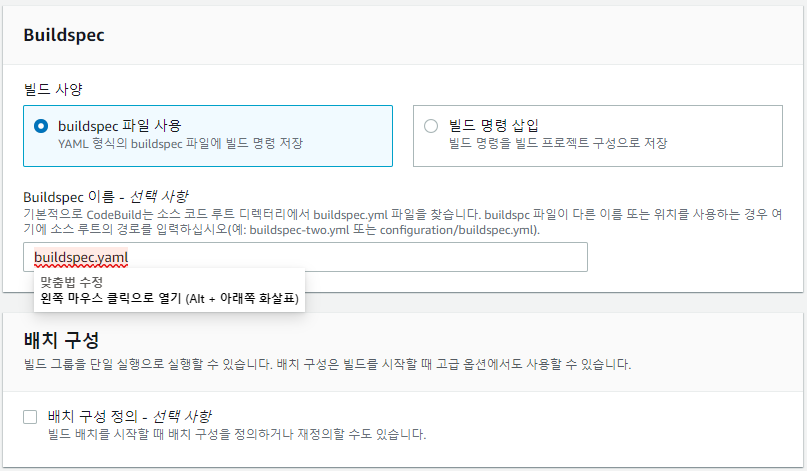 Buildspec
빌드 사양
buildspec 파일 사용
YAML 형식의 buildspec 파일에 빌드 명령 저장
빌드 명령 삽입
빌드 명령을 빌드 프로젝트 구성으로 저장
Buildspec 이름 - 선택 사항
기본적으로 CodeBuild는 소스 코드 루트 디렉터리에서 buildspec.yml 파일을 찾습니다. buildspc 파일이 다른 이름 또는 위치를 사용하는 경우 여
기에 소스 루트의 경로를 입력하십시오(예: buildspec-two.yml 또는 configuration/buildspec.yml).
buildspec.yaml
맞춤법 수정
왼쪽 마우스 클릭으로 열기 (Alt + 아래쪽 화살표)
배치 구성
빌드 그룹을 단일 실행으로 실행할 수 있습니다. 배치 구성은 빌드를 시작할 때 고급 옵션에서도 사용할 수 있습니다.
배치 구성 정의 - 선택 사항
빌드 배치를 시작할 때 배치 구성을 정의하거나 재정의할 수도 있습니다.